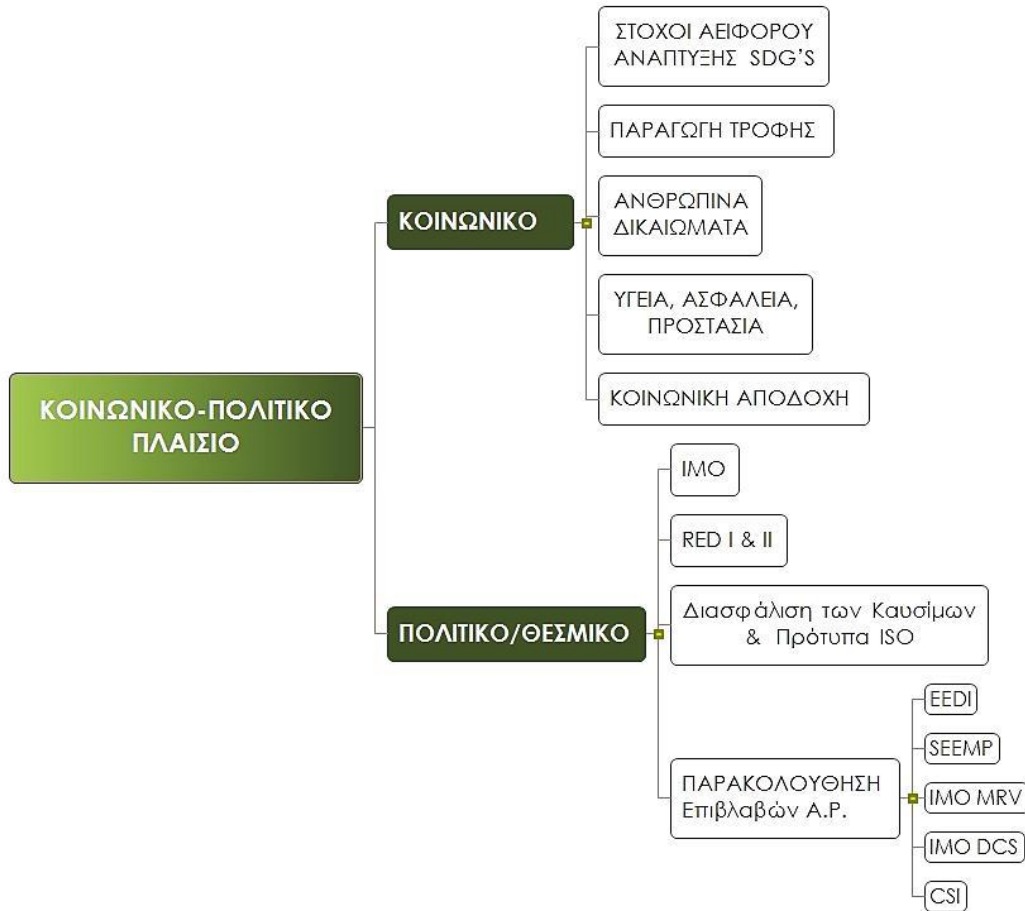 ΣΤΟΧΟΙ ΑΕΙΦΟΡΟΥ
ΑΝΑΠΤΥΞΗΣ SDG'S
ΠΑΡΑΓΩΓΗ ΤΡΟΦΗΣ
ΚΟΙΝΩΝΙΚΟ
ΑΝΘΡΩΠΙΝΑ
ΔΙΚΑΙΩΜΑΤΑ
ΥΓΕΙΑ, ΑΣΦΑΛΕΙΑ,
ΠΡΟΣΤΑΣΙΑ
ΚΟΙΝΩΝΙΚΗ ΑΠΟΔΟΧΗ
ΚΟΙΝΩΝΙΚΟ-ΠΟΛΙΤΙΚΟ
ΠΛΑΙΣΙΟ
IMO
RED I & II
ΠΟΛΙΤΙΚΟ/ΘΕΣΜΙΚΟ
Διασφάλιση των Καυσίμων
& Πρότυπα ISO
ΠΑΡΑΚΟΛΟΥΘΗΣΗ
Επιβλαβών Α.Ρ.
EEDI
SEEMP
IMO MRV
IMO DCS
CSI